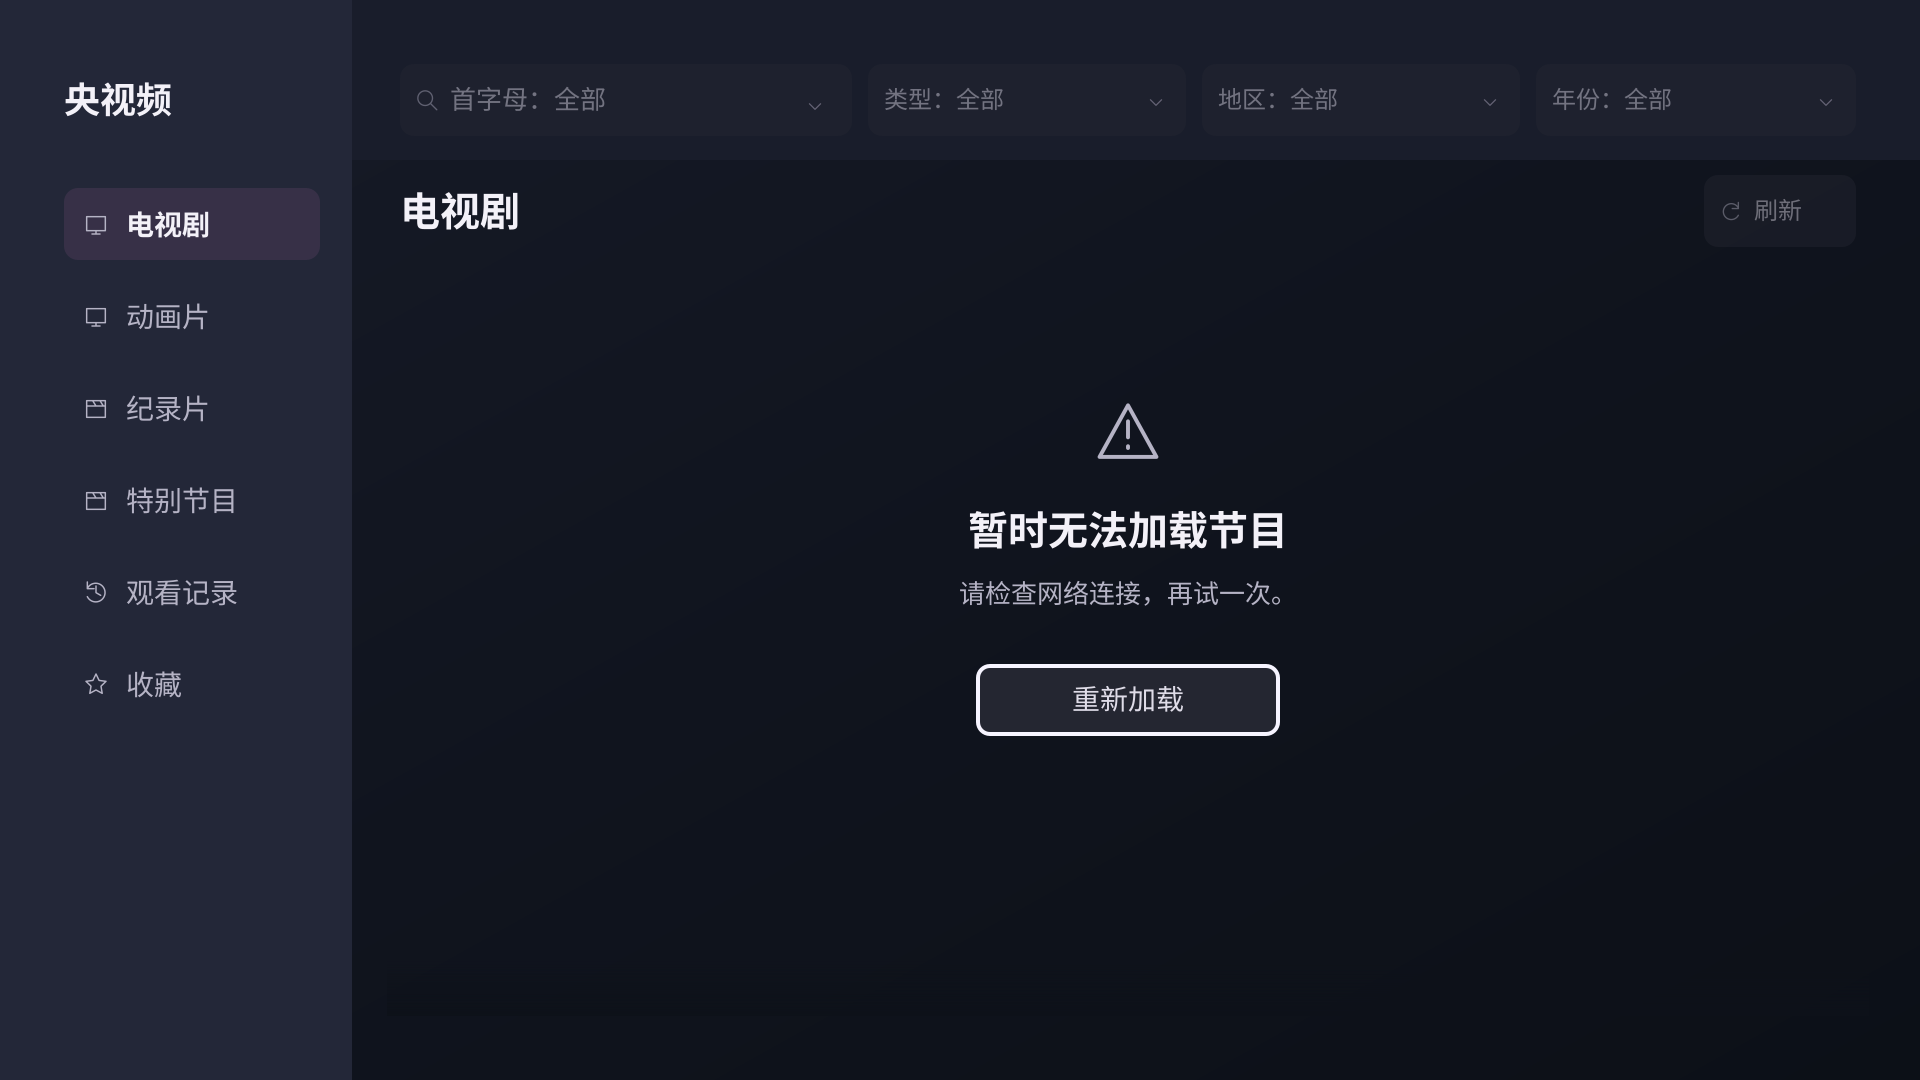 央视频
电视剧
动画片
纪录片
特别节目
观看记录
收藏
首字母：全部
类型：全部
地区：全部
年份：全部
电视剧
刷新
暂时无法加载节目
请检查网络连接，再试一次。
重新加载